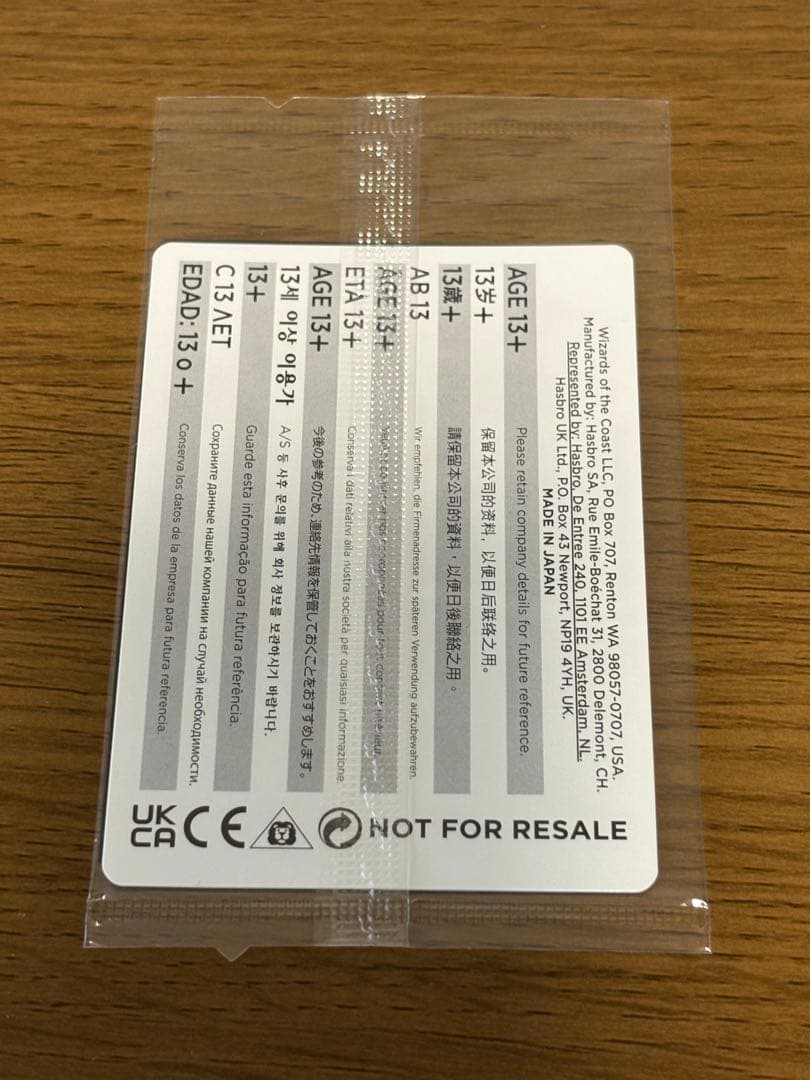 Wizards of the Coast LLC, PO Box 707, Renton WA 98057-0707, USA.
Manufactured by: Hasbro SA, Rue Emile-Boéchat 31, 2800 Delemont, CH.
Represented by: Hasbro, De Entree 240, 1101 EE Amsterdam, NL.
Hasbro UK Ltd., P.O. Box 43 Newport, NP19 4YH, UK.
MADE IN JAPAN
AGE 13+ Please retain company details for future reference.
13岁+ 保留本公司的资料，以便日后联络之用。
13歲+ 請保留本公司的資料，以便日後聯絡之用。
AB 13 Wir empfehlen, die Firmenadresse zur späteren Verwendung aufzubewahren.
AGE 13+ pour tout
ETÀ 13+ Conserva i dati relativi alla nostra società per qualsiasi informazione.
AGE 13+ 今後の参考のため、連絡先情報を保管しておくことをおすすめします。
13세 이상 이용가 A/S 등 사후 문의를 위해 회사 정보를 보관하시기 바랍니다.
13+ Guarde esta informação para futura referência.
С 13 ЛЕТ Сохраните данные нашей компании на случай необходимости.
EDAD: 13 o + Conserva los datos de la empresa para futura referencia.
UK
CA CE NOT FOR RESALE